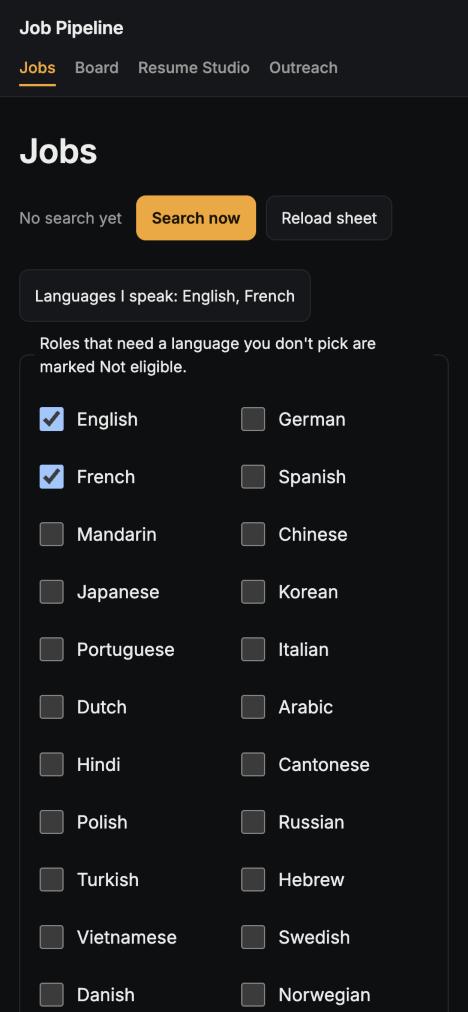 Job Pipeline
Jobs Board Resume Studio Outreach
Jobs
No search yet Search now Reload sheet
Languages I speak: English, French
Roles that need a language you don't pick are
marked Not eligible.
English German
French Spanish
Mandarin Chinese
Japanese Korean
Portuguese Italian
Dutch Arabic
Hindi Cantonese
Polish Russian
Turkish Hebrew
Vietnamese Swedish
Danish Norwegian